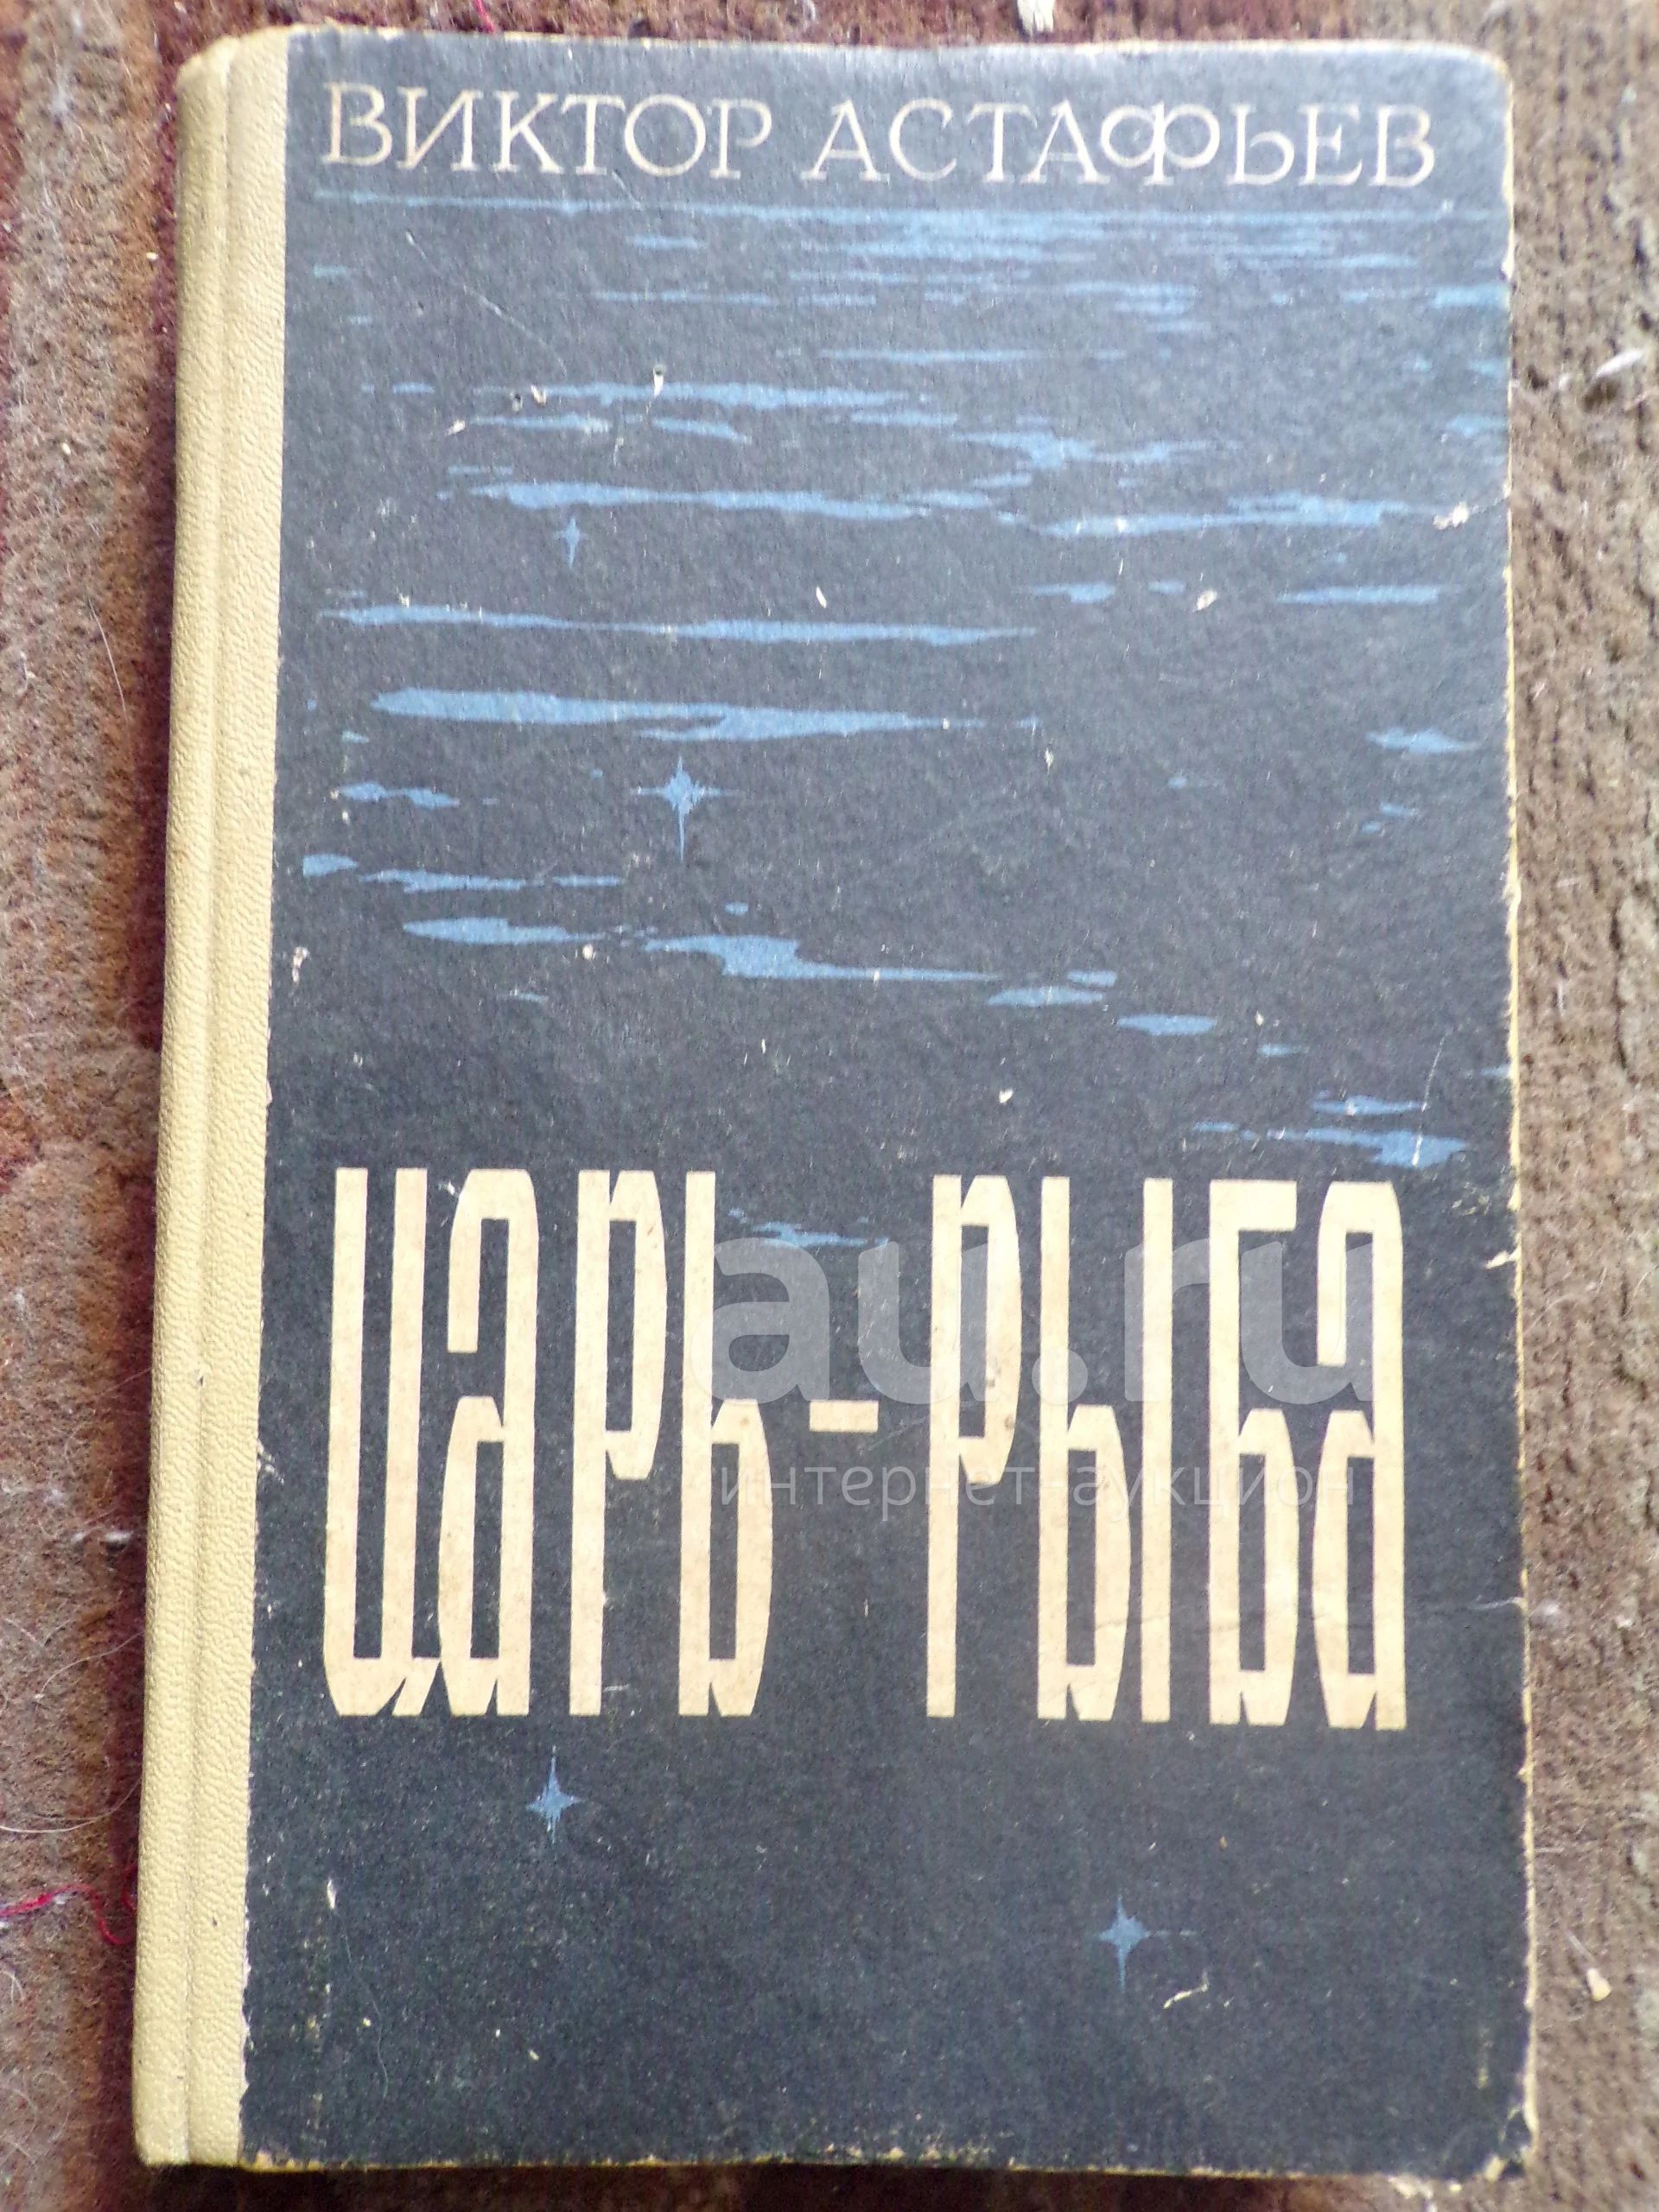 ВИКТОР АСТАФЬЕВ
ЦАРЬ-РЫБА
au.ru
интернет-аукцион